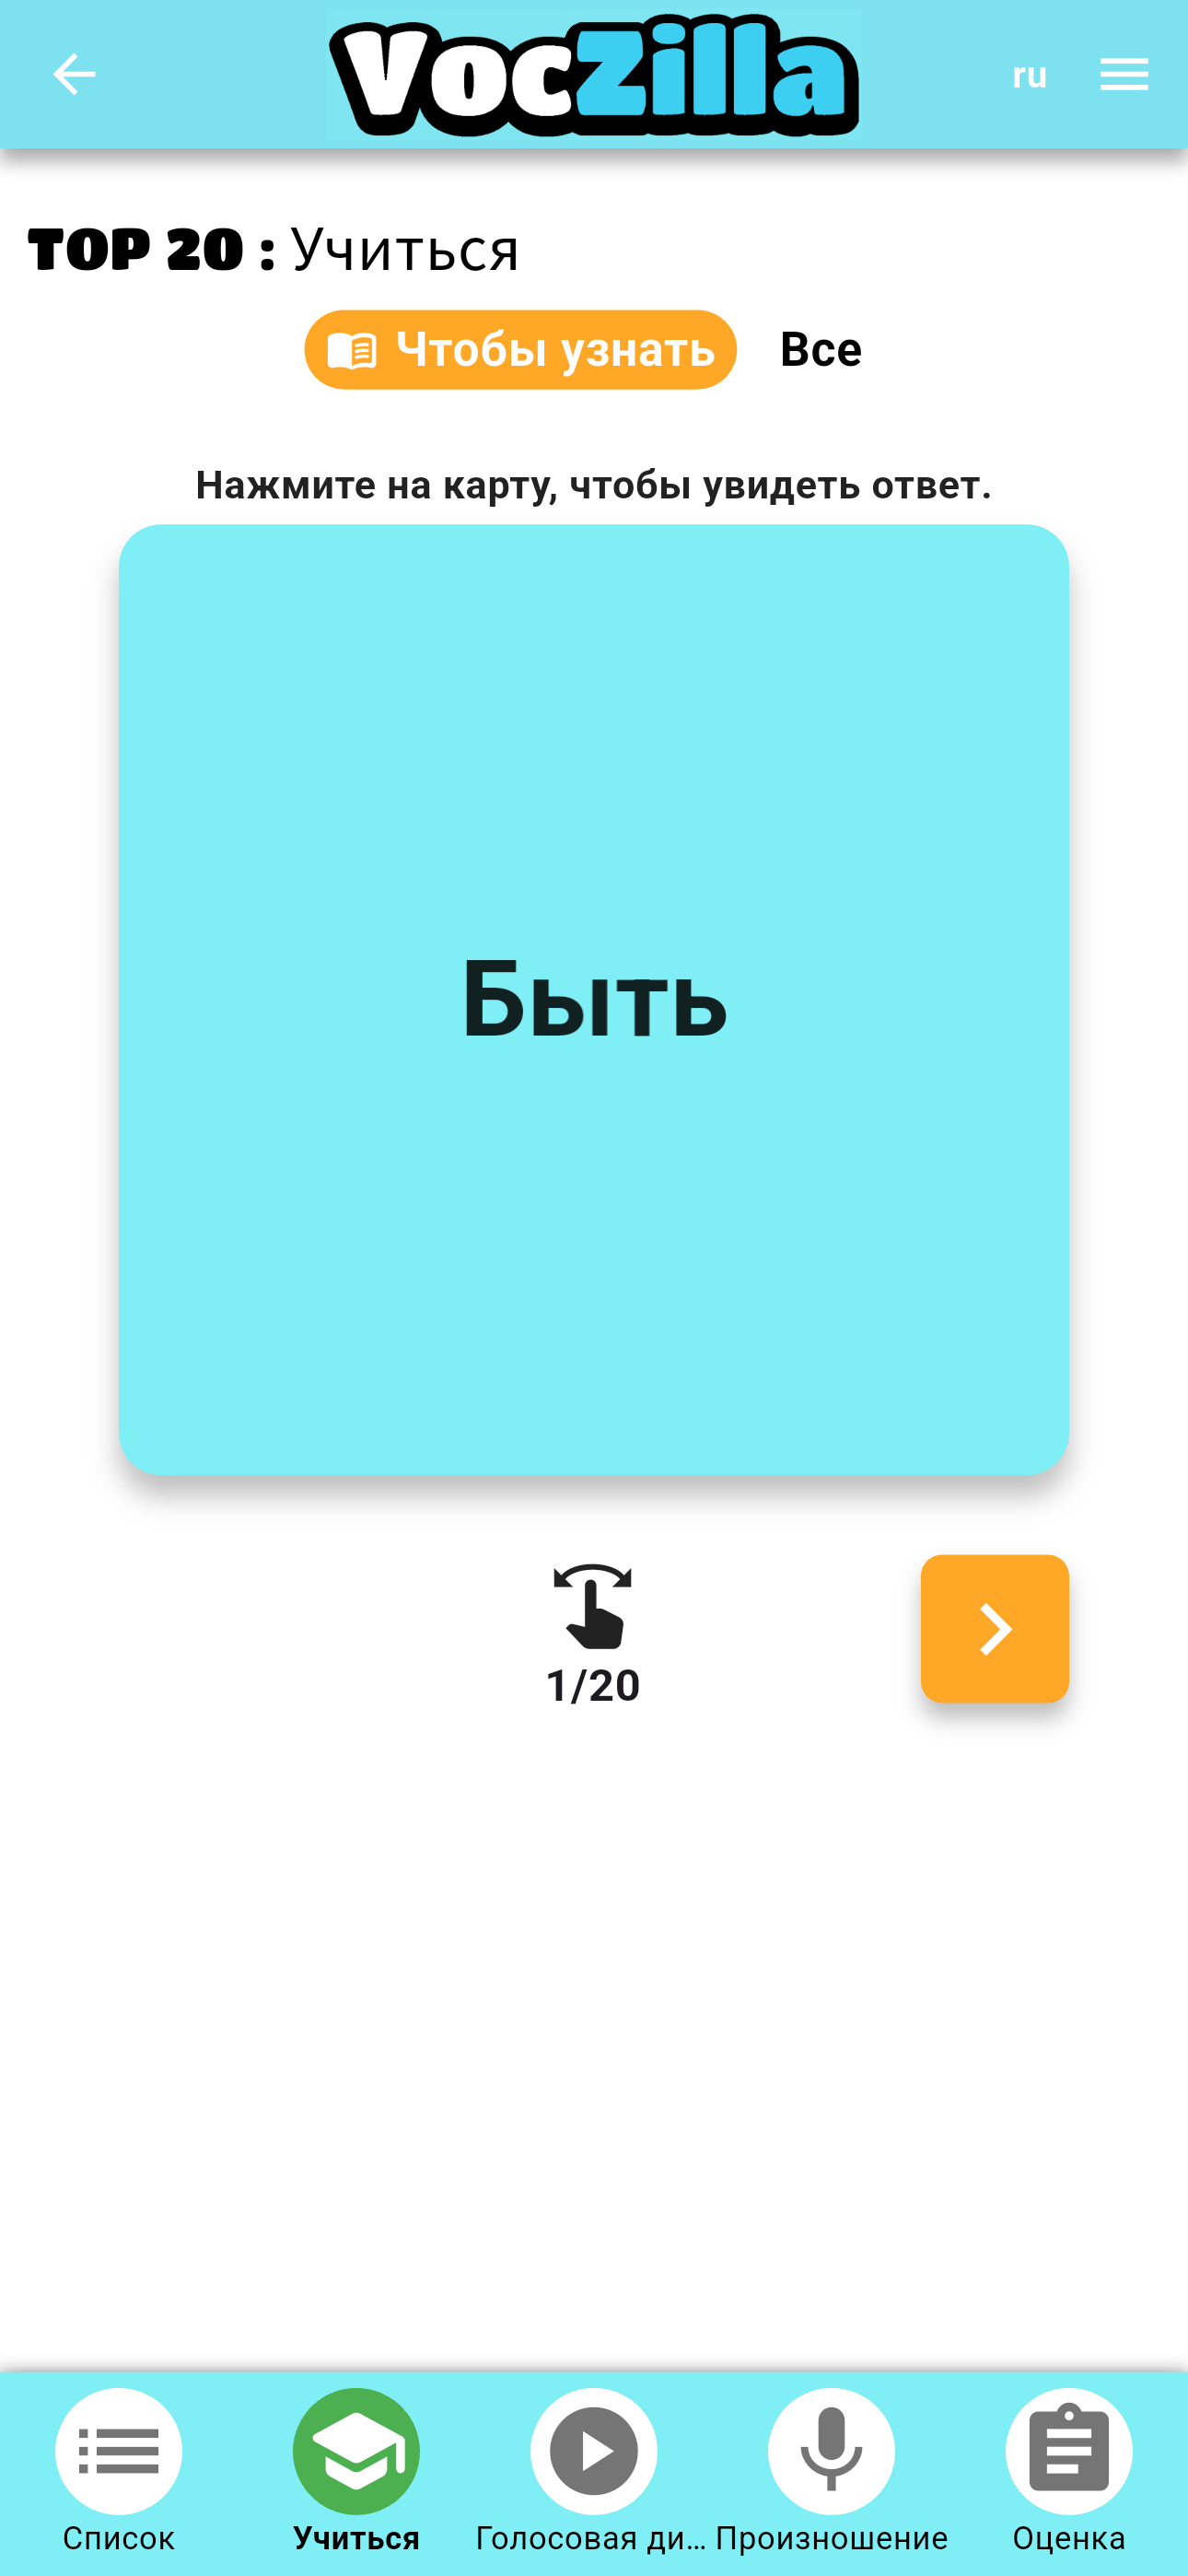 VocZilla
ru
TOP 20 : Учиться
Чтобы узнать
Все
Нажмите на карту, чтобы увидеть ответ.
Быть
1/20
Список
Учиться
Голосовая ди...
Произношение
Оценка